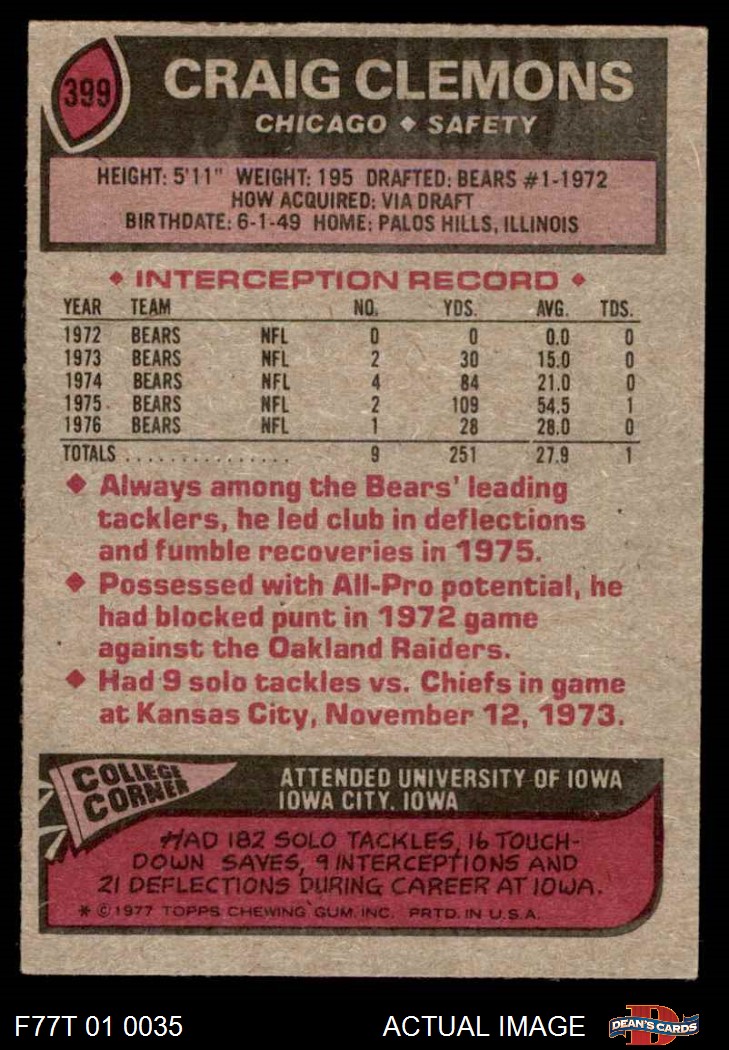 399
CRAIG CLEMONS
CHICAGO ◆ SAFETY
HEIGHT: 5'11" WEIGHT: 195 DRAFTED: BEARS #1-1972
HOW ACQUIRED: VIA DRAFT
BIRTHDATE: 6-1-49 HOME: PALOS HILLS, ILLINOIS
◆ INTERCEPTION RECORD ◆
YEAR TEAM NO. YDS. AVG. TDS.
1972 BEARS NFL 0 0 0.0 0
1973 BEARS NFL 2 30 15.0 0
1974 BEARS NFL 4 84 21.0 0
1975 BEARS NFL 2 109 54.5 1
1976 BEARS NFL 1 28 28.0 0
TOTALS . . . . . . . . . . . . . . . 9 251 27.9 1
◆ Always among the Bears' leading
tacklers, he led club in deflections
and fumble recoveries in 1975.
◆ Possessed with All-Pro potential, he
had blocked punt in 1972 game
against the Oakland Raiders.
◆ Had 9 solo tackles vs. Chiefs in game
at Kansas City, November 12, 1973.
COLLEGE
CORNER
ATTENDED UNIVERSITY OF IOWA
IOWA CITY, IOWA
HAD 182 SOLO TACKLES, 16 TOUCH-
DOWN SAVES, 9 INTERCEPTIONS AND
21 DEFLECTIONS DURING CAREER AT IOWA.
* © 1977 TOPPS CHEWING GUM, INC. PRTD. IN U.S.A.
F77T 01 0035 ACTUAL IMAGE
D
DEAN'S CARDS